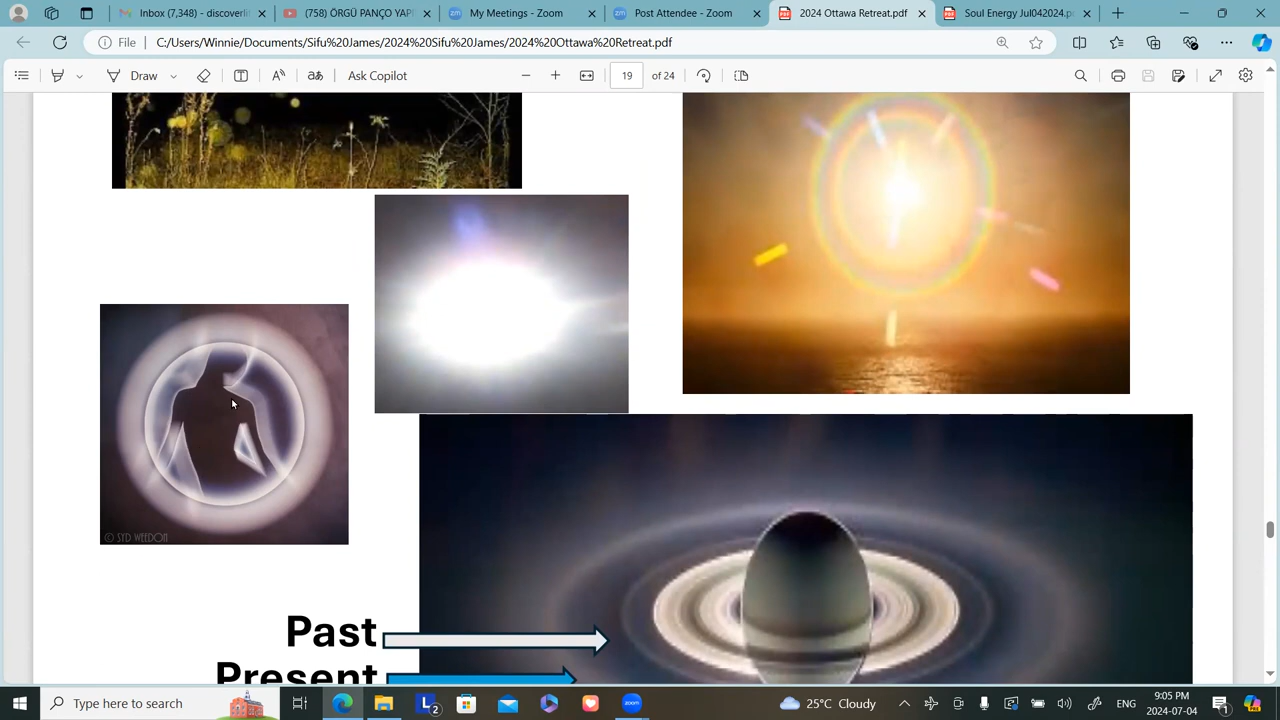 Inbox (7,348) - discoverli
(758) ÖRGÜ PANÇO YAP
My Meetings - Zoom
Post Attendee - Zoom
2024 Ottawa Retreat.pdf
Soul Energy Jul042024.p
File
C:/Users/Winnie/Documents/Sifu%20James/2024%20Sifu%20James/2024%20Ottawa%20Retreat.pdf
Draw
Ask Copilot
19 of 24
© SYD WEEDON
Past
Present
Type here to search
25°C Cloudy
ENG
9:05 PM
2024-07-04